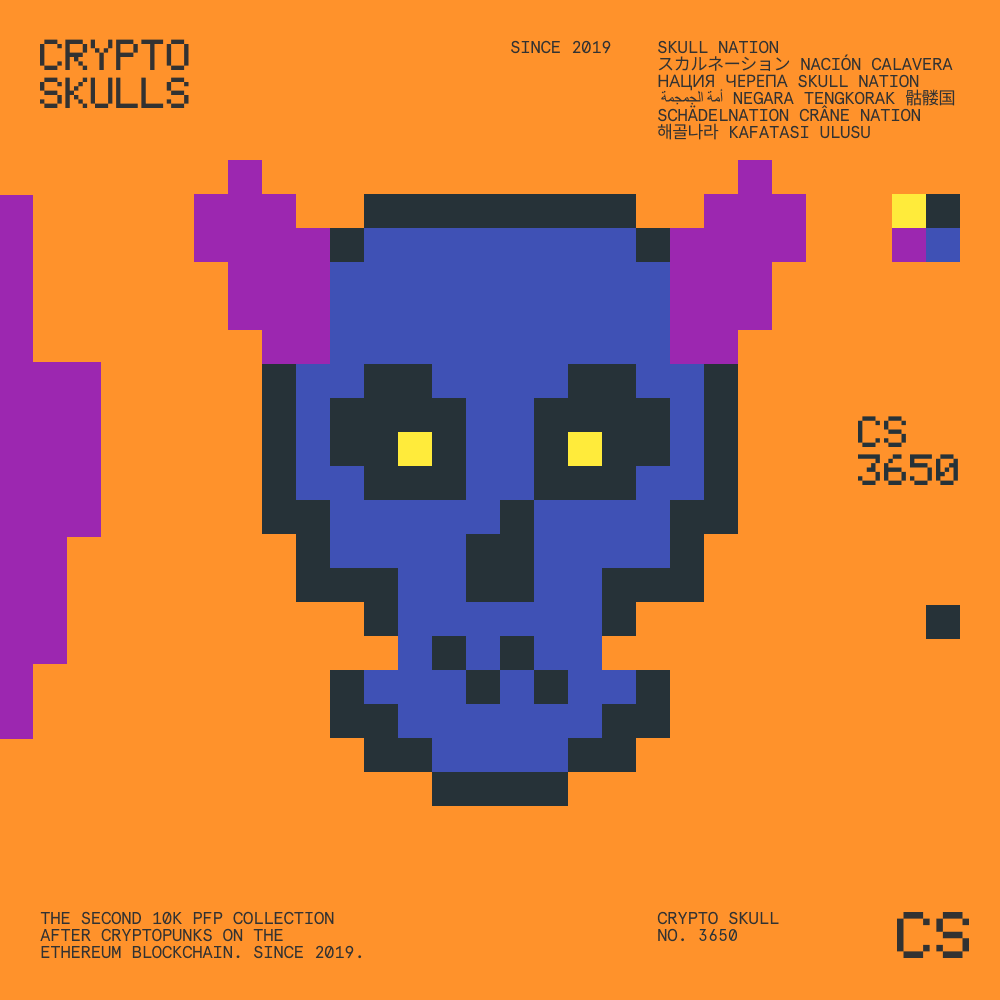 CRYPTO
SKULLS
SINCE 2019
SKULL NATION
スカルネーション NACIÓN CALAVERA
НАЦИЯ ЧЕРЕПА SKULL NATION
أمة الجمجمة NEGARA TENGKORAK 骷髅国
SCHÄDELNATION CRÂNE NATION
해골나라 KAFATASI ULUSU
CS
3650
THE SECOND 10K PFP COLLECTION
AFTER CRYPTOPUNKS ON THE
ETHEREUM BLOCKCHAIN. SINCE 2019.
CRYPTO SKULL
NO. 3650
CS